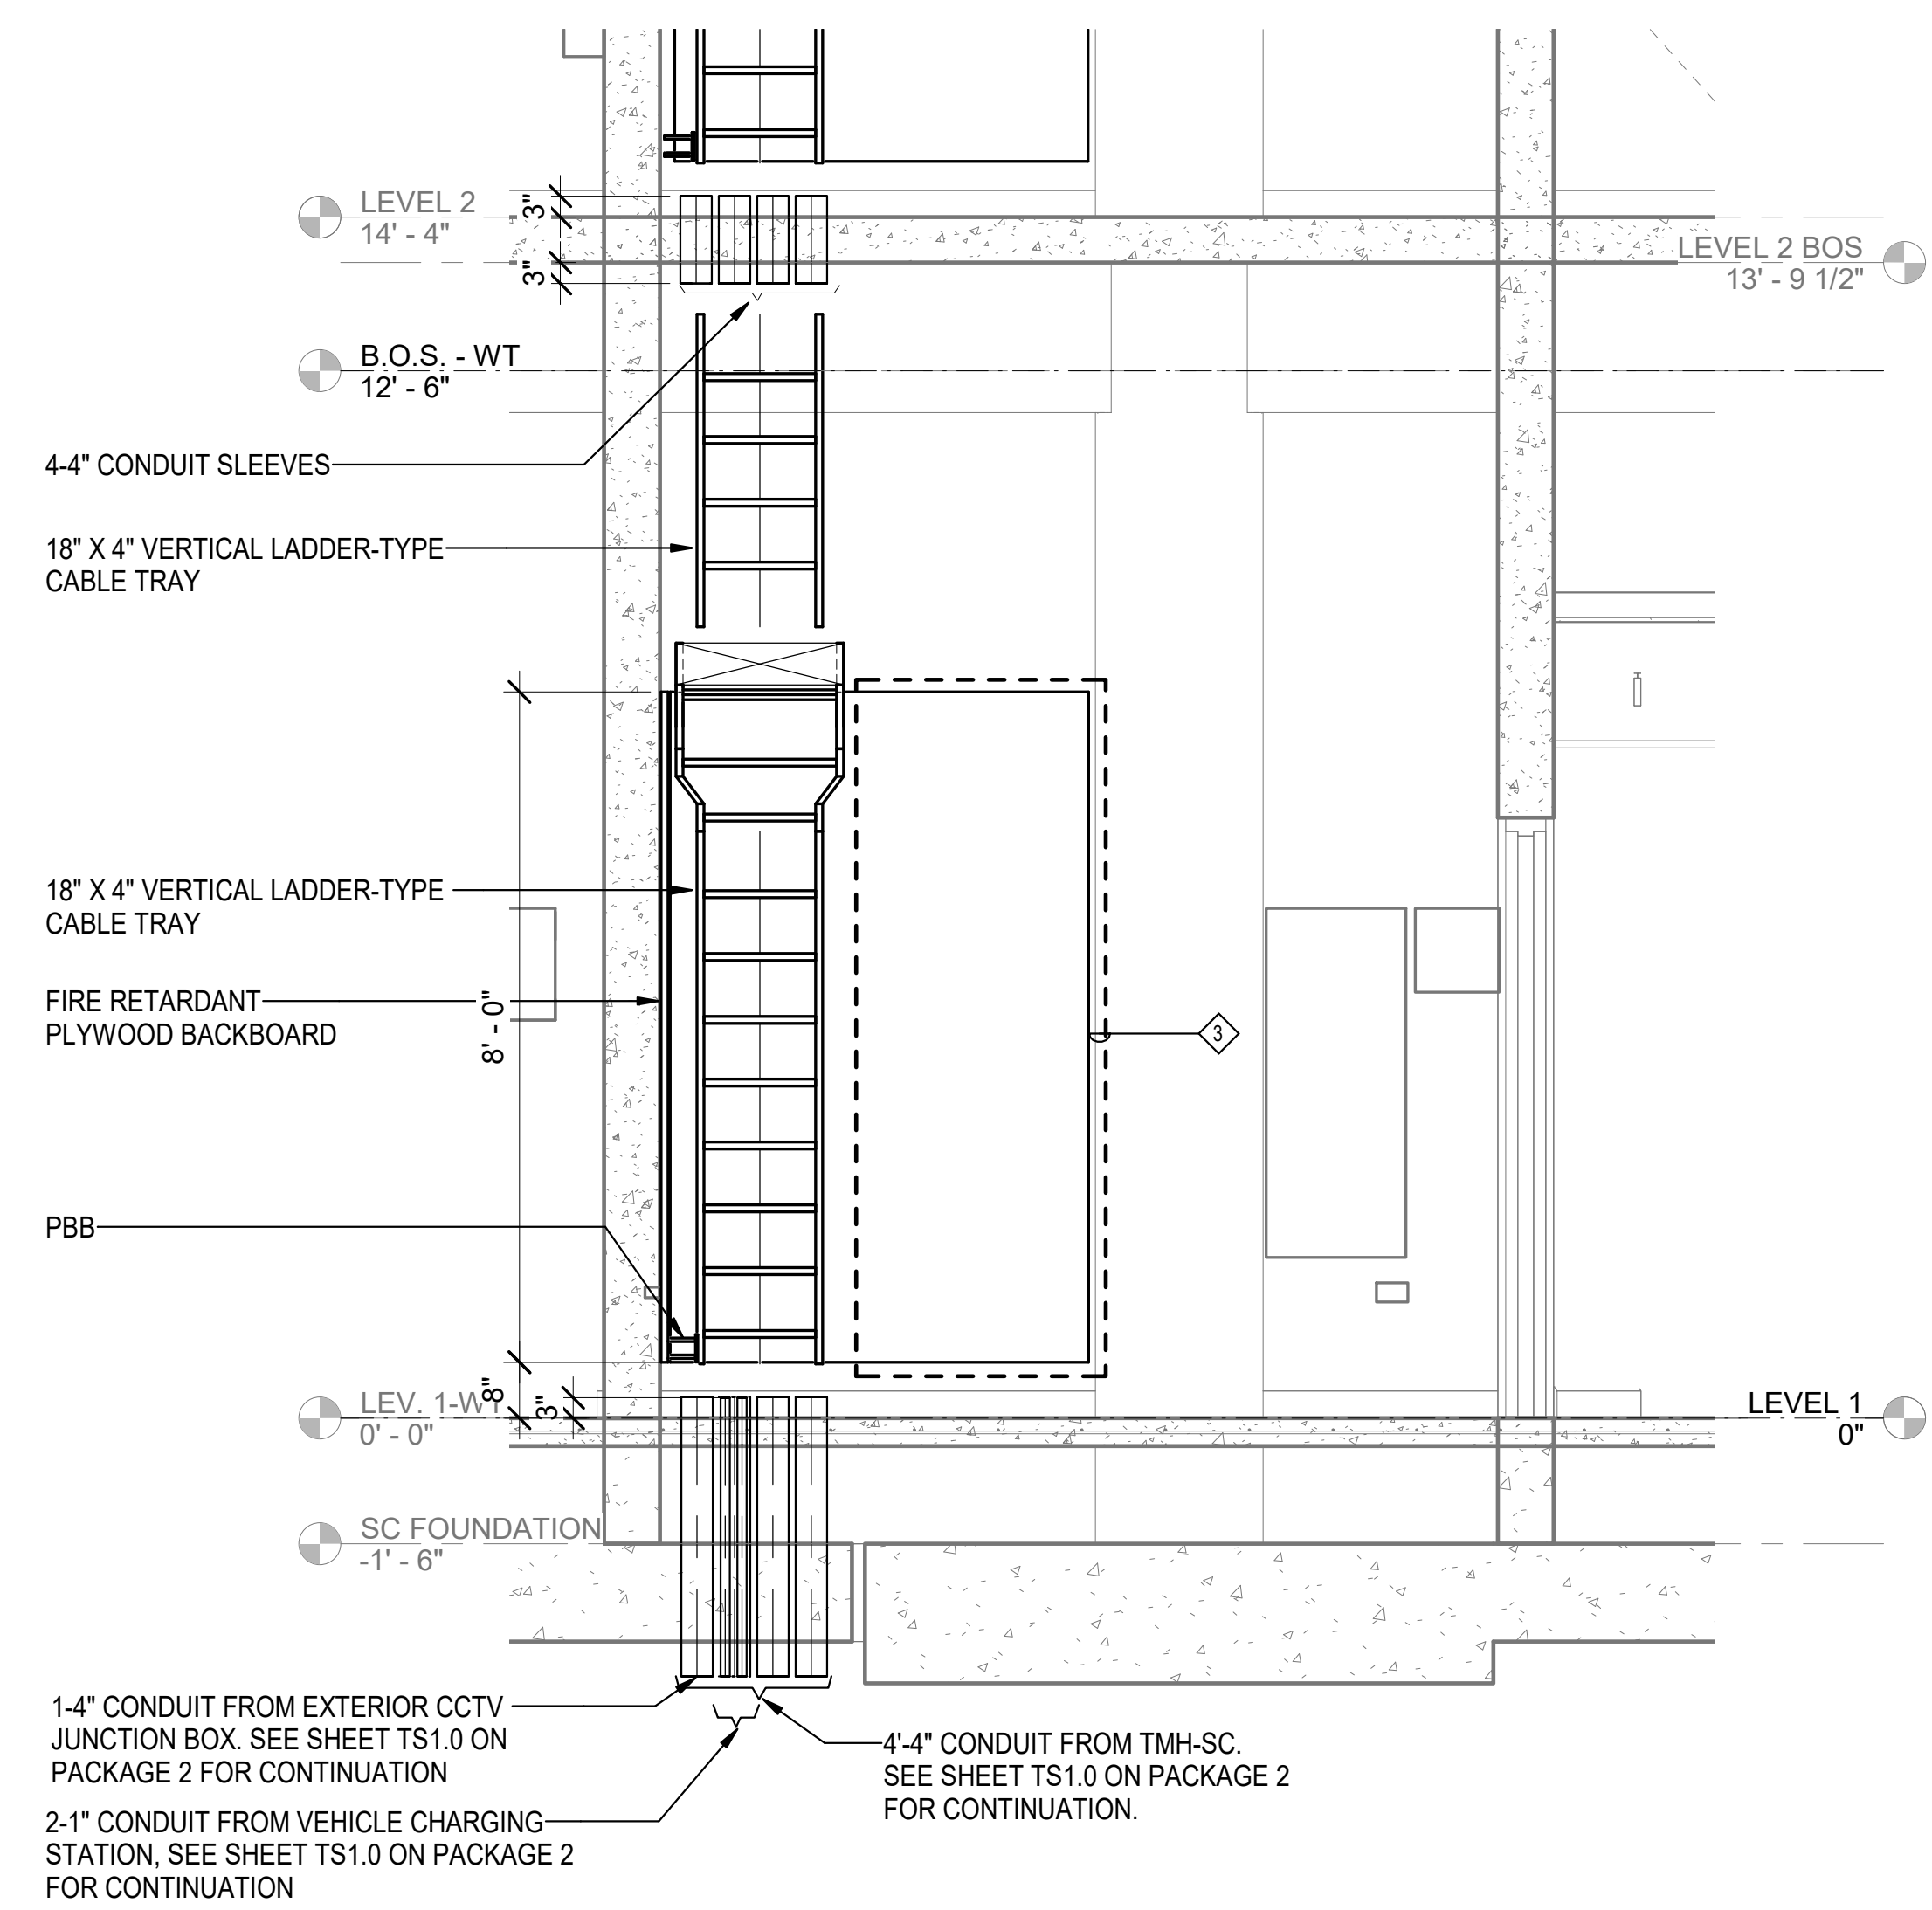 LEVEL 2
14' - 4"
3"
3"
LEVEL 2 BOS
13' - 9 1/2"
B.O.S. - WT
12' - 6"
4-4" CONDUIT SLEEVES
18" X 4" VERTICAL LADDER-TYPE
CABLE TRAY
18" X 4" VERTICAL LADDER-TYPE
CABLE TRAY
FIRE RETARDANT
PLYWOOD BACKBOARD
8' - 0"
3
PBB
8"
3"
LEV. 1-WT
0' - 0"
LEVEL 1
0"
SC FOUNDATION
-1' - 6"
1-4" CONDUIT FROM EXTERIOR CCTV
JUNCTION BOX. SEE SHEET TS1.0 ON
PACKAGE 2 FOR CONTINUATION
4'-4" CONDUIT FROM TMH-SC.
SEE SHEET TS1.0 ON PACKAGE 2
FOR CONTINUATION.
2-1" CONDUIT FROM VEHICLE CHARGING
STATION, SEE SHEET TS1.0 ON PACKAGE 2
FOR CONTINUATION